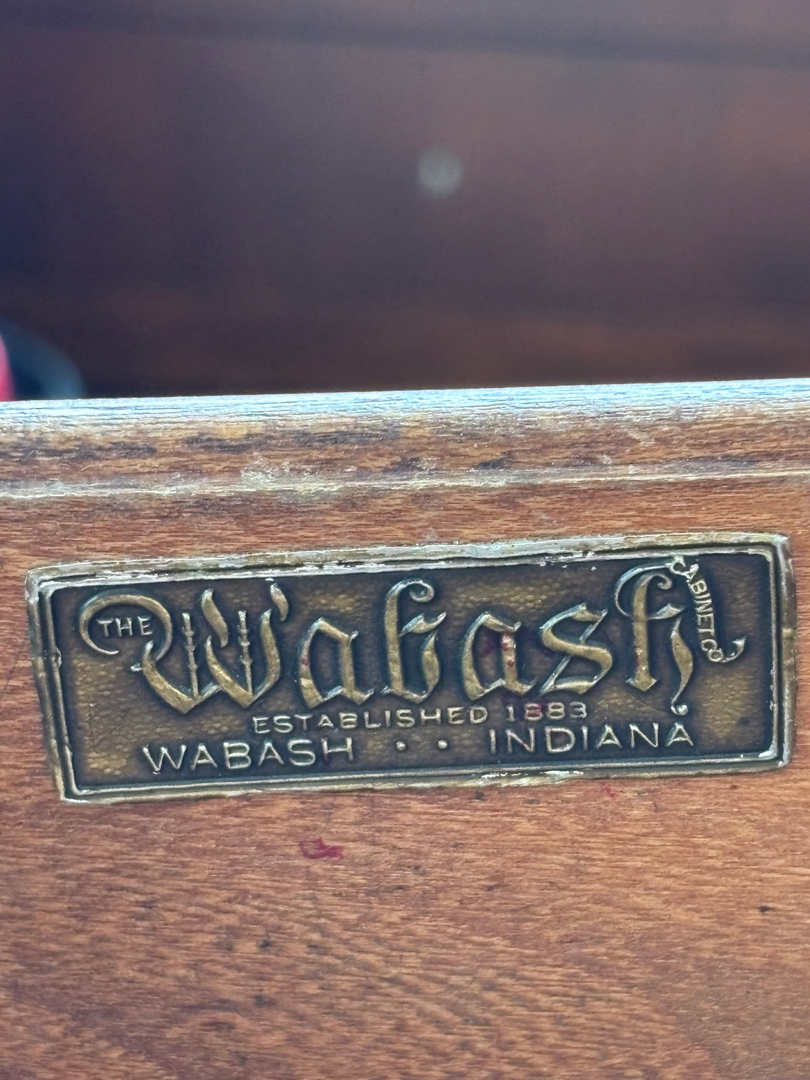 THE Wabash CABINET CO
ESTABLISHED 1883
WABASH · · INDIANA